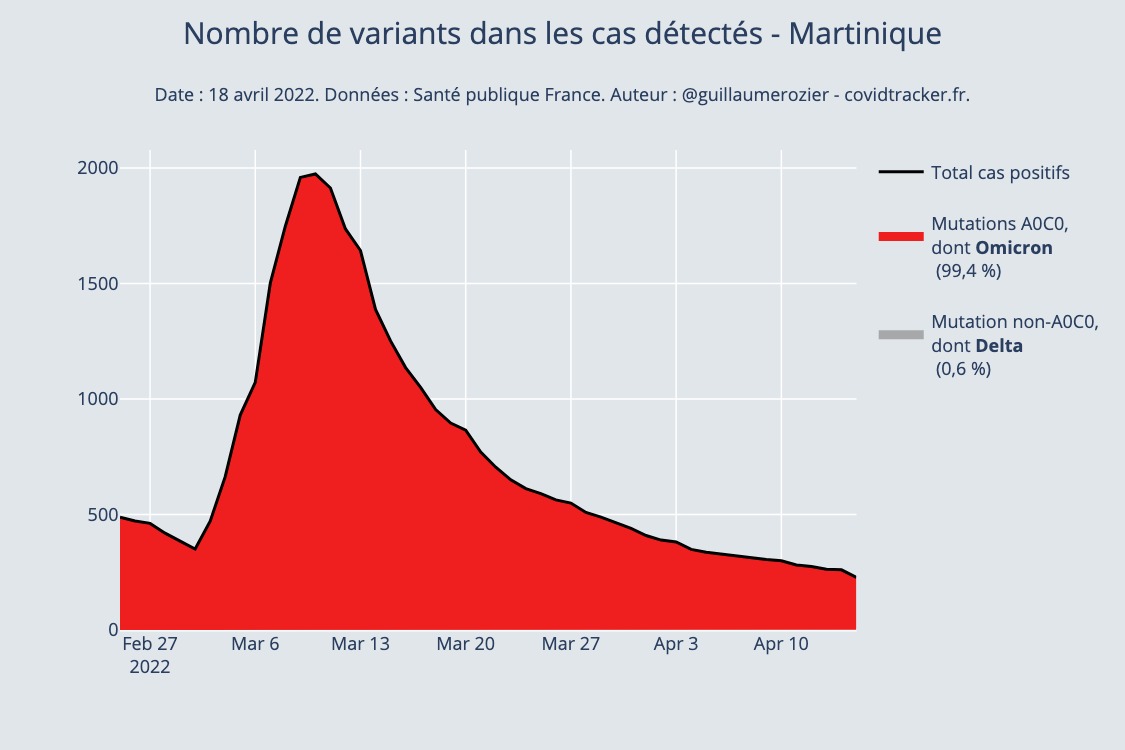 Nombre de variants dans les cas détectés - Martinique
Date : 18 avril 2022. Données : Santé publique France. Auteur : @guillaumerozier - covidtracker.fr.
2000
1500
1000
500
0
Feb 27
2022
Mar 6
Mar 13
Mar 20
Mar 27
Apr 3
Apr 10
Total cas positifs
Mutations A0C0,
dont Omicron
(99,4 %)
Mutation non-A0C0,
dont Delta
(0,6 %)